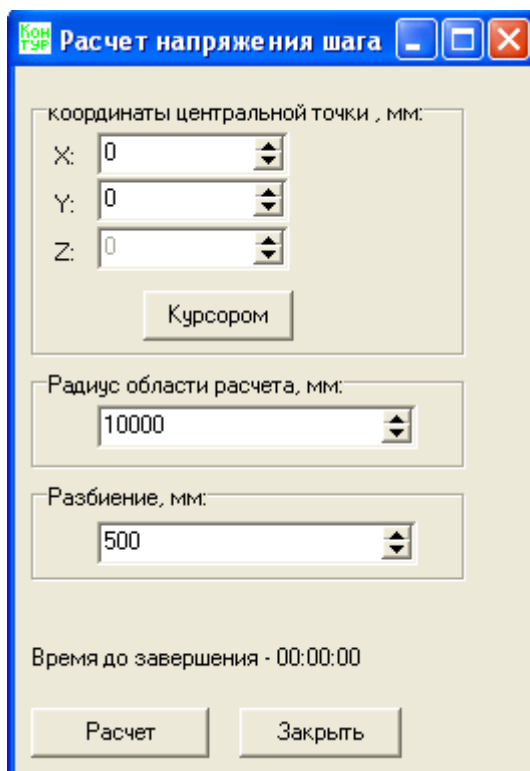 Кон
тур
Расчет напряжения шага
координаты центральной точки , мм:
X: 0
Y: 0
Z: 0
Курсором
Радиус области расчета, мм:
10000
Разбиение, мм:
500
Время до завершения - 00:00:00
Расчет Закрыть